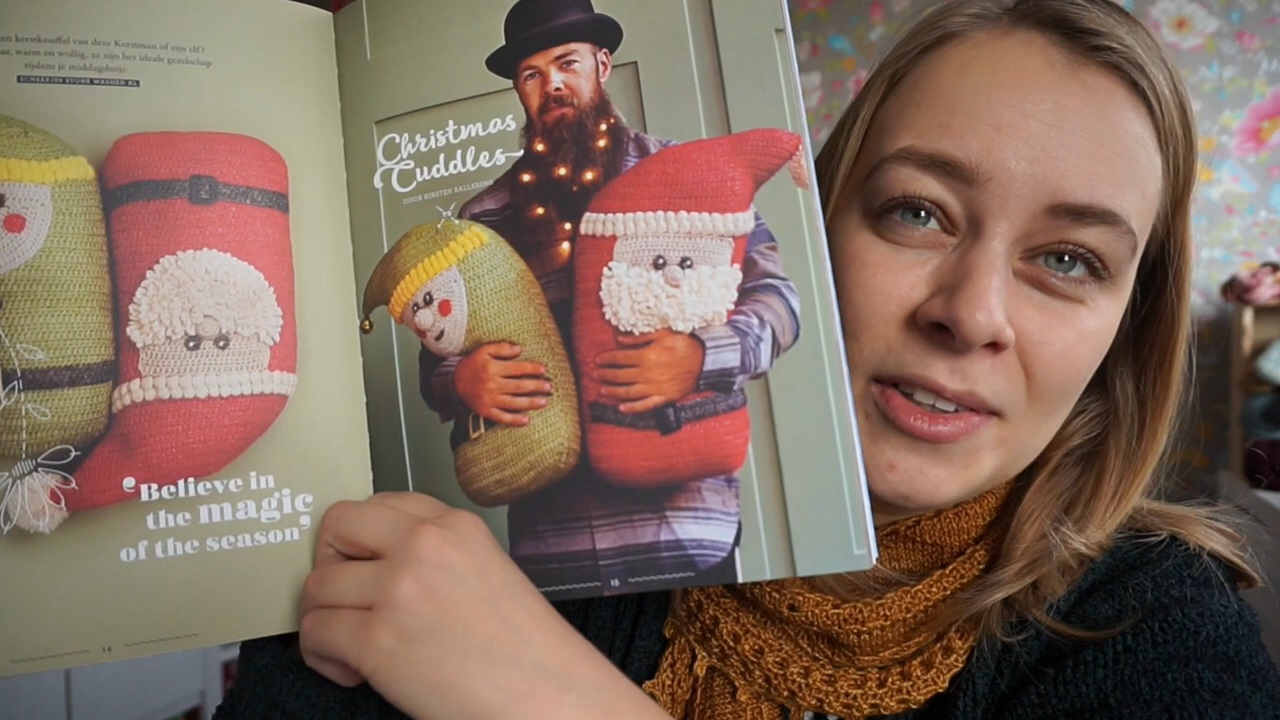 een kerstknuffel van deze Kerstman of zijn elf?
warm en wollig, ze zijn het ideale gezelschap
tijdens je middagdutje.
SCHEEPJES STONE WASHED XL
‘Believe in
the magic
of the season’
14
Christmas
Cuddles
DOOR KIRSTEN BALLERING
15